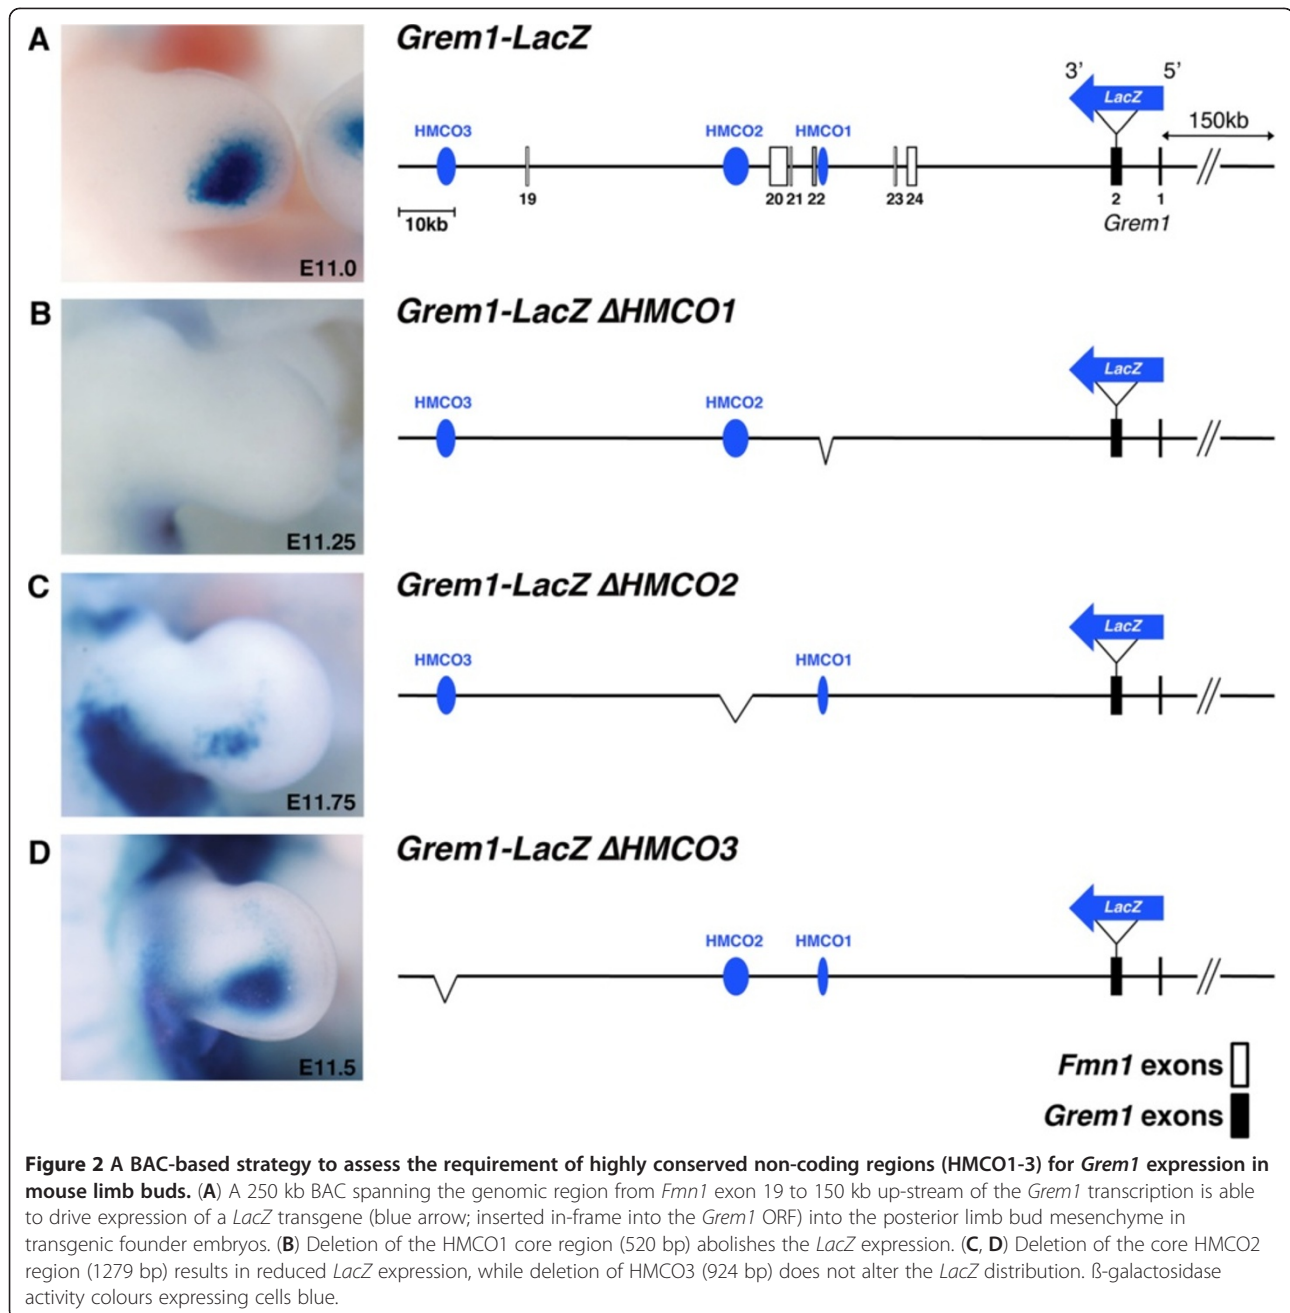 A
Grem1-LacZ
3’ 5’
LacZ
150kb
HMCO3 HMCO2 HMCO1
19 20 21 22 23 24 2 1
10kb
Grem1
E11.0
B
Grem1-LacZ ΔHMCO1
LacZ
HMCO3 HMCO2
E11.25
C
Grem1-LacZ ΔHMCO2
LacZ
HMCO3 HMCO1
E11.75
D
Grem1-LacZ ΔHMCO3
LacZ
HMCO2 HMCO1
E11.5
Fmn1 exons
Grem1 exons
Figure 2 A BAC-based strategy to assess the requirement of highly conserved non-coding regions (HMCO1-3) for Grem1 expression in
mouse limb buds. (A) A 250 kb BAC spanning the genomic region from Fmn1 exon 19 to 150 kb up-stream of the Grem1 transcription is able
to drive expression of a LacZ transgene (blue arrow; inserted in-frame into the Grem1 ORF) into the posterior limb bud mesenchyme in
transgenic founder embryos. (B) Deletion of the HMCO1 core region (520 bp) abolishes the LacZ expression. (C, D) Deletion of the core HMCO2
region (1279 bp) results in reduced LacZ expression, while deletion of HMCO3 (924 bp) does not alter the LacZ distribution. ß-galactosidase
activity colours expressing cells blue.